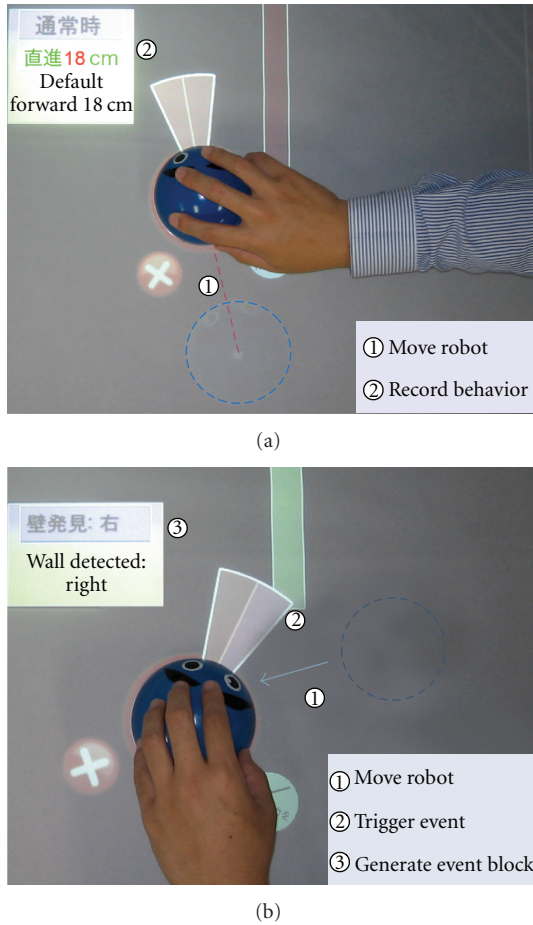 通常時
直進18cm
Default
forward 18 cm
②
①
① Move robot
② Record behavior
(a)
壁発見: 右
Wall detected:
right
③
②
①
① Move robot
② Trigger event
③ Generate event block
(b)